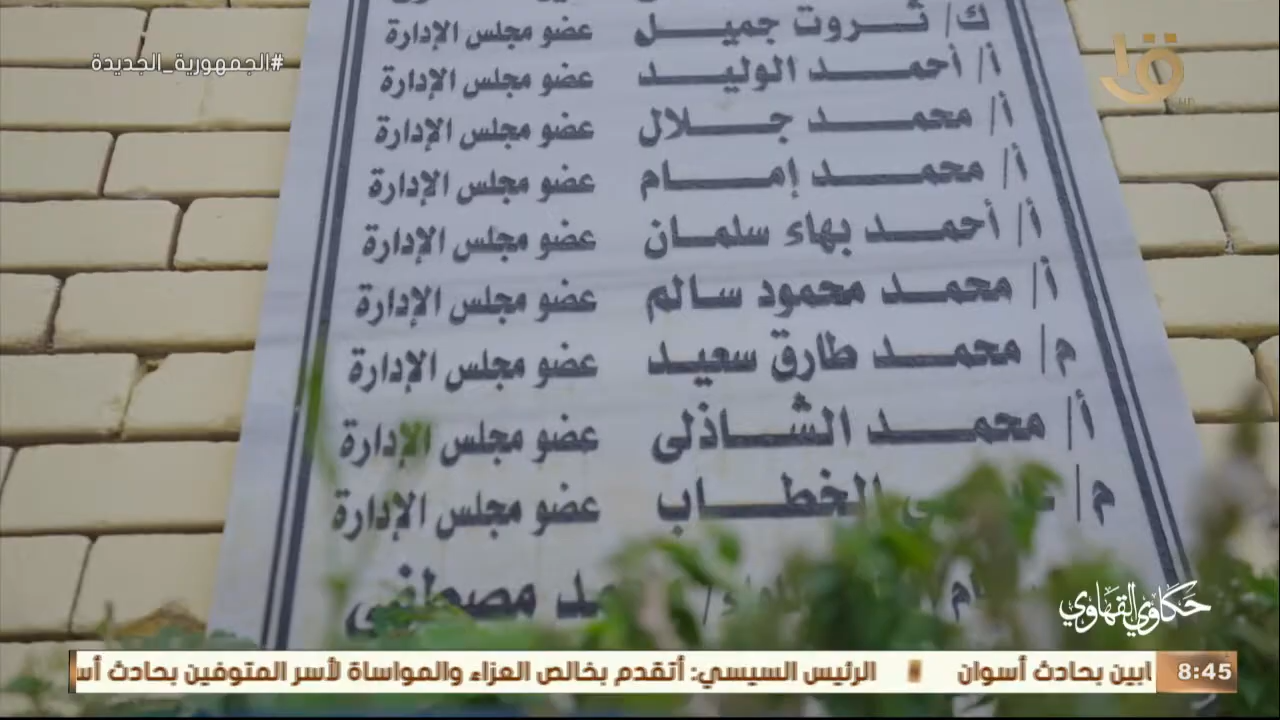 ك/ ثروت جميل عضو مجلس الإدارة
#الجمهورية_الجديدة
أ/ أحمد الوليد عضو مجلس الإدارة
أ/ محمد جلال عضو مجلس الإدارة
أ/ محمد إمام عضو مجلس الإدارة
أ/ أحمد بهاء سلمان عضو مجلس الإدارة
أ/ محمد محمود سالم عضو مجلس الإدارة
م/ محمد طارق سعيد عضو مجلس الإدارة
أ/ محمد الشاذلى عضو مجلس الإدارة
م/ الخطاب عضو مجلس الإدارة
مصطفى
حكاوي القهاوي
ابين بحادث أسوان الرئيس السيسي: أتقدم بخالص العزاء والمواساة لأسر المتوفين بحادث أس
8:45